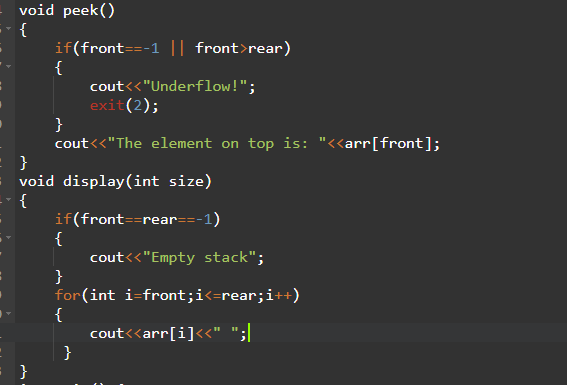 void peek()
{
    if(front==-1 || front>rear)
    {
        cout<<"Underflow!";
        exit(2);
    }
    cout<<"The element on top is: "<<arr[front];
}
void display(int size)
{
    if(front==rear==-1)
    {
        cout<<"Empty stack";
    }
    for(int i=front;i<=rear;i++)
    {
        cout<<arr[i]<<" ";
     }
}